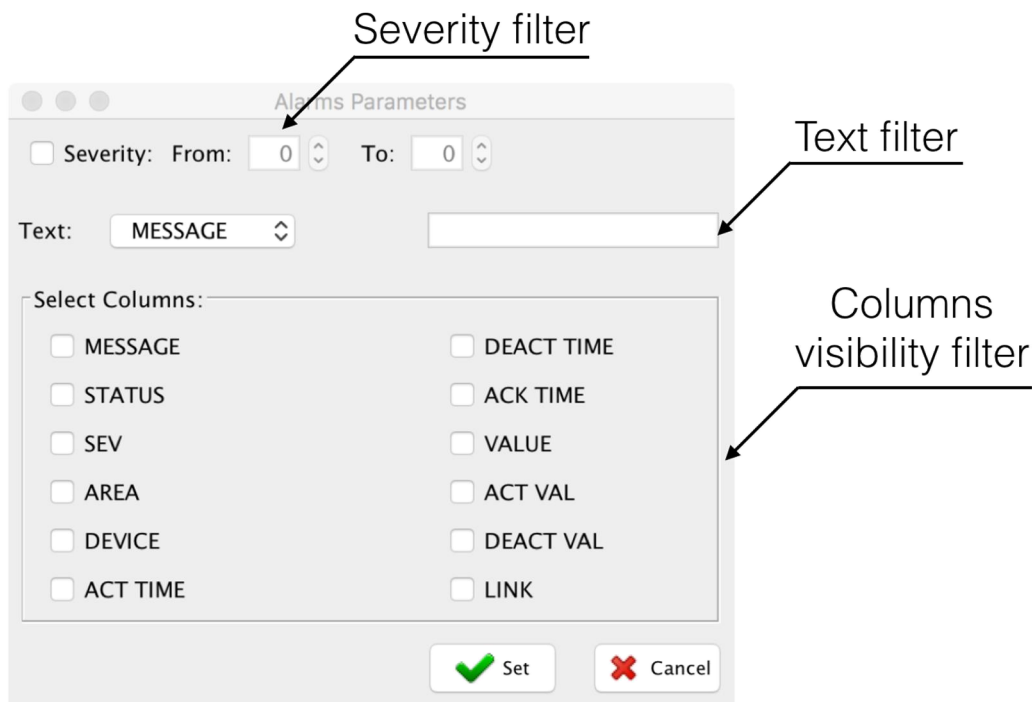 Severity filter
Alarms Parameters
Severity: From: 0 To: 0
Text filter
Text: MESSAGE
Select Columns:
Columns
visibility filter
MESSAGE DEACT TIME
STATUS ACK TIME
SEV VALUE
AREA ACT VAL
DEVICE DEACT VAL
ACT TIME LINK
Set Cancel